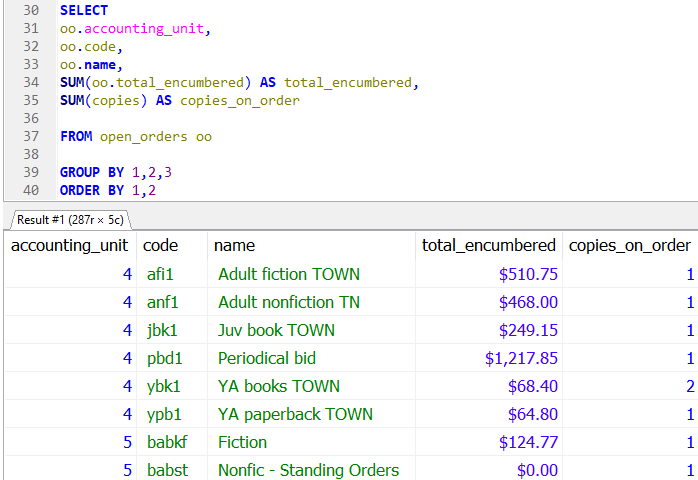 30 SELECT
31 oo.accounting_unit,
32 oo.code,
33 oo.name,
34 SUM(oo.total_encumbered) AS total_encumbered,
35 SUM(copies) AS copies_on_order
36
37 FROM open_orders oo
38
39 GROUP BY 1,2,3
40 ORDER BY 1,2
Result #1 (287r × 5c)
accounting_unit code name total_encumbered copies_on_order
4 afi1 Adult fiction TOWN $510.75 1
4 anf1 Adult nonfiction TN $468.00 1
4 jbk1 Juv book TOWN $249.15 1
4 pbd1 Periodical bid $1,217.85 1
4 ybk1 YA books TOWN $68.40 2
4 ypb1 YA paperback TOWN $64.80 1
5 babkf Fiction $124.77 1
5 babst Nonfic - Standing Orders $0.00 1